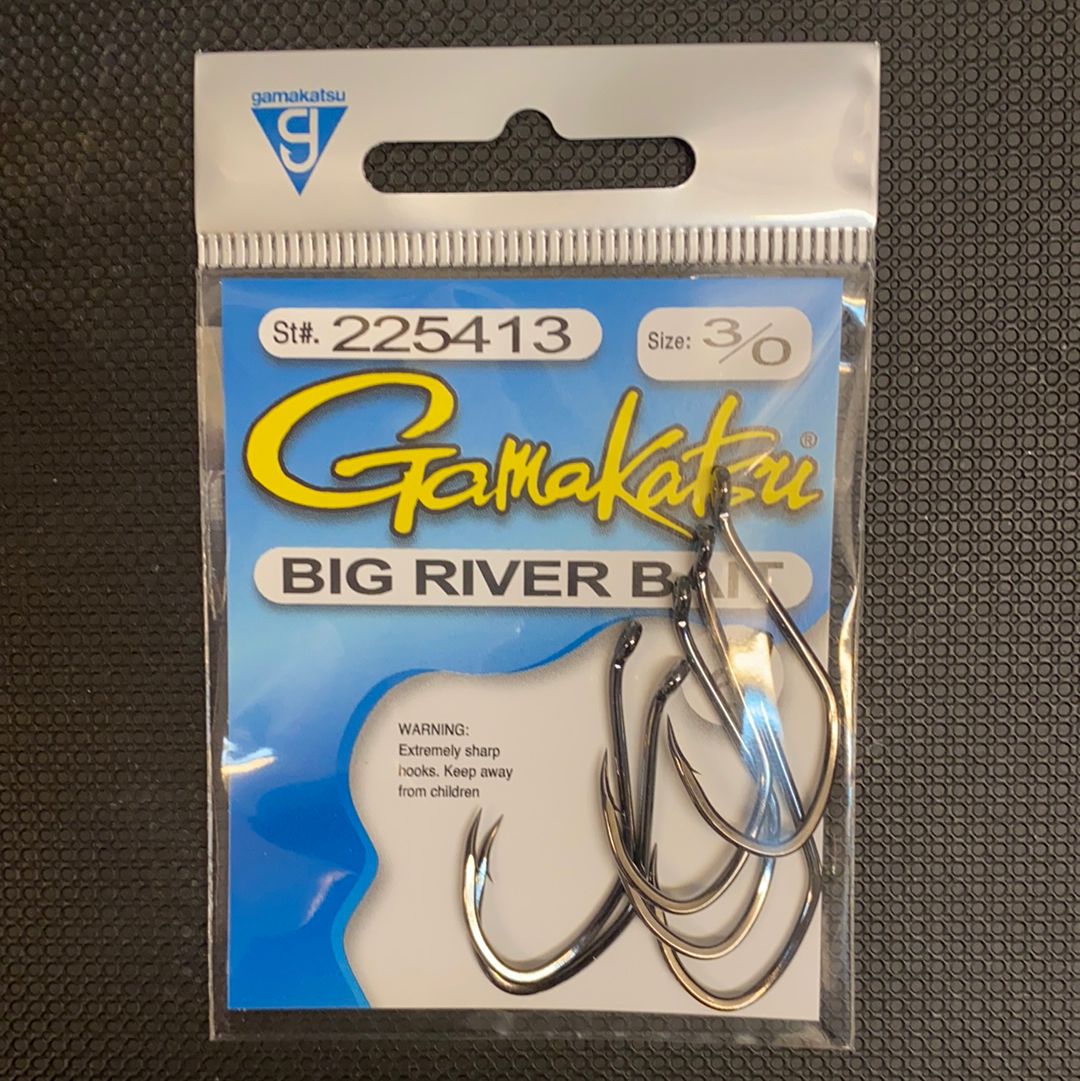 gamakatsu
g
St#. 225413
Size: 3/0
Gamakatsu®
BIG RIVER BAIT
WARNING:
Extremely sharp
hooks. Keep away
from children